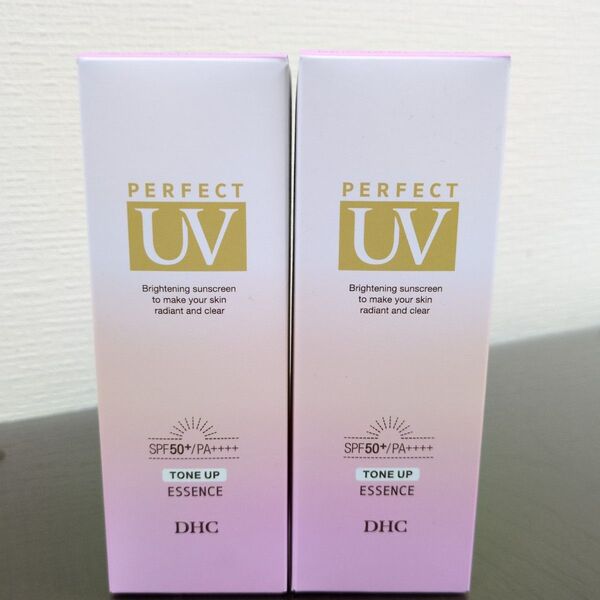 PERFECT
UV
Brightening sunscreen
to make your skin
radiant and clear
SPF50+/PA++++
TONE UP
ESSENCE
DHC
PERFECT
UV
Brightening sunscreen
to make your skin
radiant and clear
SPF50+/PA++++
TONE UP
ESSENCE
DHC